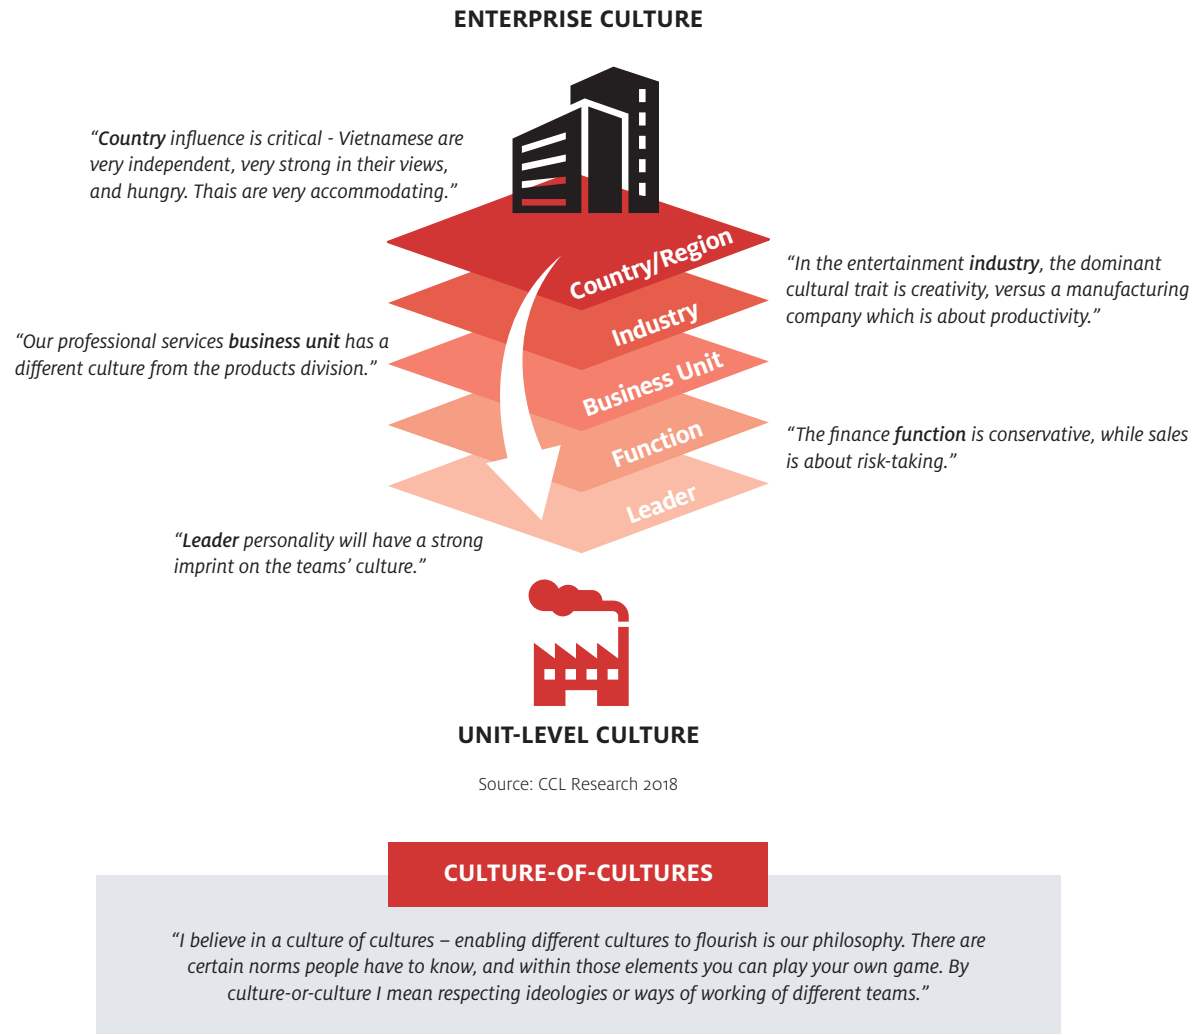 ENTERPRISE CULTURE
“Country influence is critical - Vietnamese are
very independent, very strong in their views,
and hungry. Thais are very accommodating.”
Country/Region
“In the entertainment industry, the dominant
cultural trait is creativity, versus a manufacturing
company which is about productivity.”
Industry
“Our professional services business unit has a
different culture from the products division.”
Business Unit
Function
“The finance function is conservative, while sales
is about risk-taking.”
Leader
“Leader personality will have a strong
imprint on the teams’ culture.”
UNIT-LEVEL CULTURE
Source: CCL Research 2018
CULTURE-OF-CULTURES
“I believe in a culture of cultures – enabling different cultures to flourish is our philosophy. There are
certain norms people have to know, and within those elements you can play your own game. By
culture-or-culture I mean respecting ideologies or ways of working of different teams.”